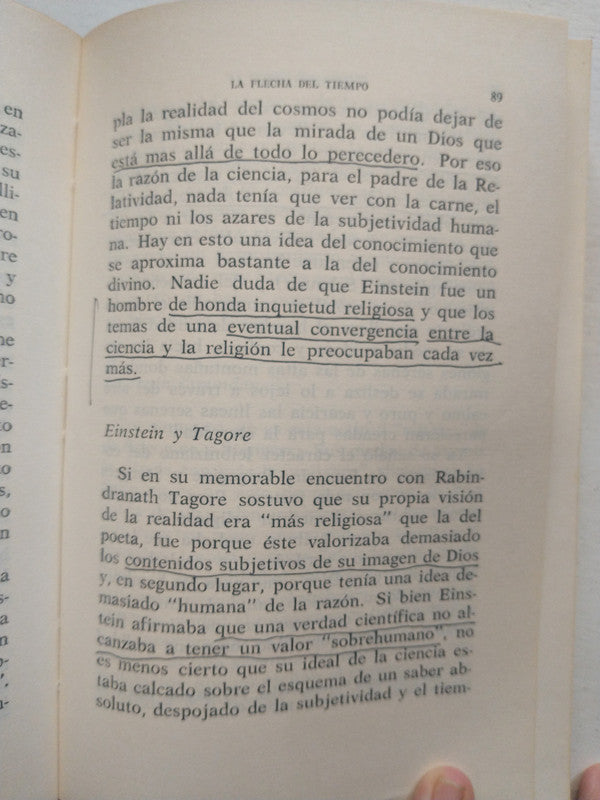 LA FLECHA DEL TIEMPO
89
pla la realidad del cosmos no podía dejar de
ser la misma que la mirada de un Dios que
está mas allá de todo lo perecedero. Por eso
la razón de la ciencia, para el padre de la Re-
latividad, nada tenía que ver con la carne, el
tiempo ni los azares de la subjetividad huma-
na. Hay en esto una idea del conocimiento que
se aproxima bastante a la del conocimiento
divino. Nadie duda de que Einstein fue un
hombre de honda inquietud religiosa y que los
temas de una eventual convergencia entre la
ciencia y la religión le preocupaban cada vez
más.
Einstein y Tagore
Si en su memorable encuentro con Rabin-
dranath Tagore sostuvo que su propia visión
de la realidad era "más religiosa" que la del
poeta, fue porque éste valorizaba demasiado
los contenidos subjetivos de su imagen de Dios
y, en segundo lugar, porque tenía una idea de-
masiado "humana" de la razón. Si bien Eins-
tein afirmaba que una verdad científica no al-
canzaba a tener un valor "sobrehumano", no
es menos cierto que su ideal de la ciencia es-
taba calcado sobre el esquema de un saber ab-
soluto, despojado de la subjetividad y el tiem-